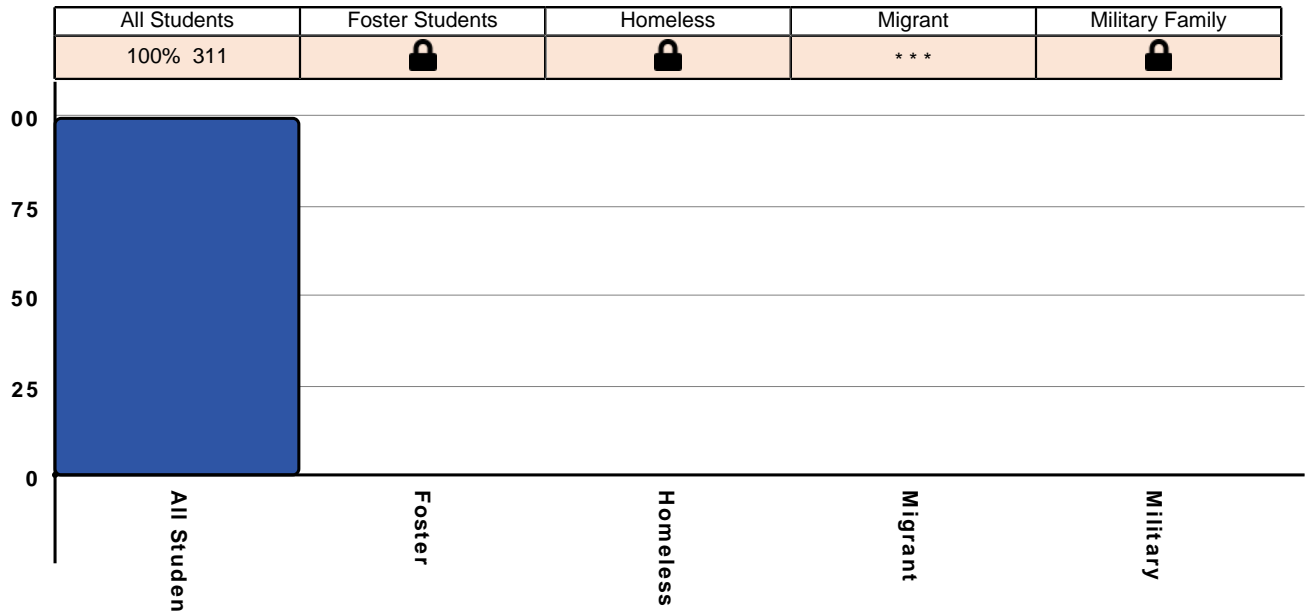 All Students Foster Students Homeless Migrant Military Family
100% 311 * * *
00
75
50
25
0
All Studen
Foster
Homeless
Migrant
Military